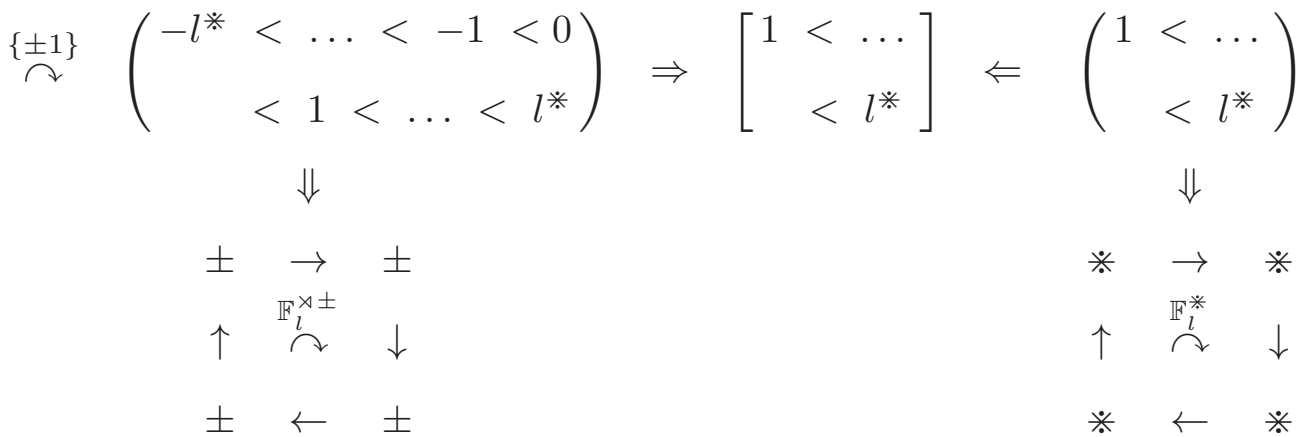 {±1}
↷ ( −l^※ < … < −1 < 0 ⇒ [ 1 < … ⇐ ( 1 < …
< 1 < … < l^※ ) < l^※ ] < l^※ )
⇓ ⇓
± → ± ※ → ※
𝔽_l^{⋊±} 𝔽_l^※
↑ ↷ ↓ ↑ ↷ ↓
± ← ± ※ ← ※